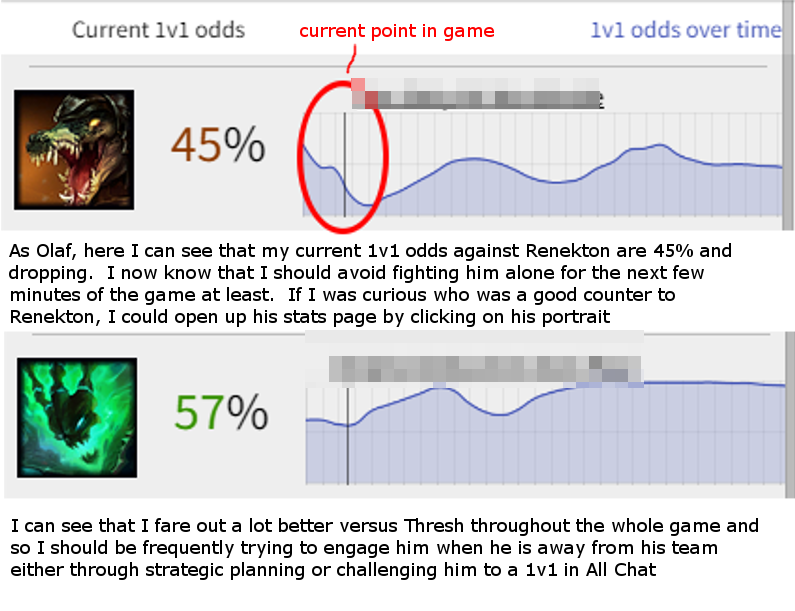 Current 1v1 odds
current point in game
1v1 odds over time
45%
As Olaf, here I can see that my current 1v1 odds against Renekton are 45% and
dropping. I now know that I should avoid fighting him alone for the next few
minutes of the game at least. If I was curious who was a good counter to
Renekton, I could open up his stats page by clicking on his portrait
57%
I can see that I fare out a lot better versus Thresh throughout the whole game and
so I should be frequently trying to engage him when he is away from his team
either through strategic planning or challenging him to a 1v1 in All Chat